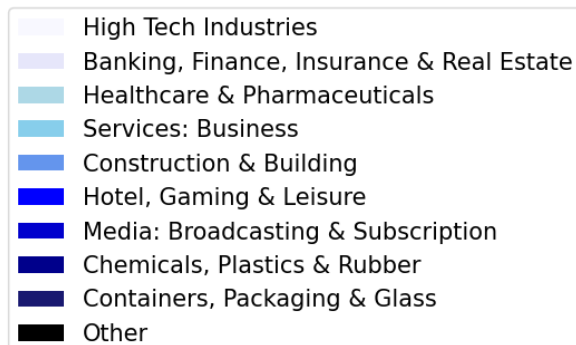 High Tech Industries
Banking, Finance, Insurance & Real Estate
Healthcare & Pharmaceuticals
Services: Business
Construction & Building
Hotel, Gaming & Leisure
Media: Broadcasting & Subscription
Chemicals, Plastics & Rubber
Containers, Packaging & Glass
Other